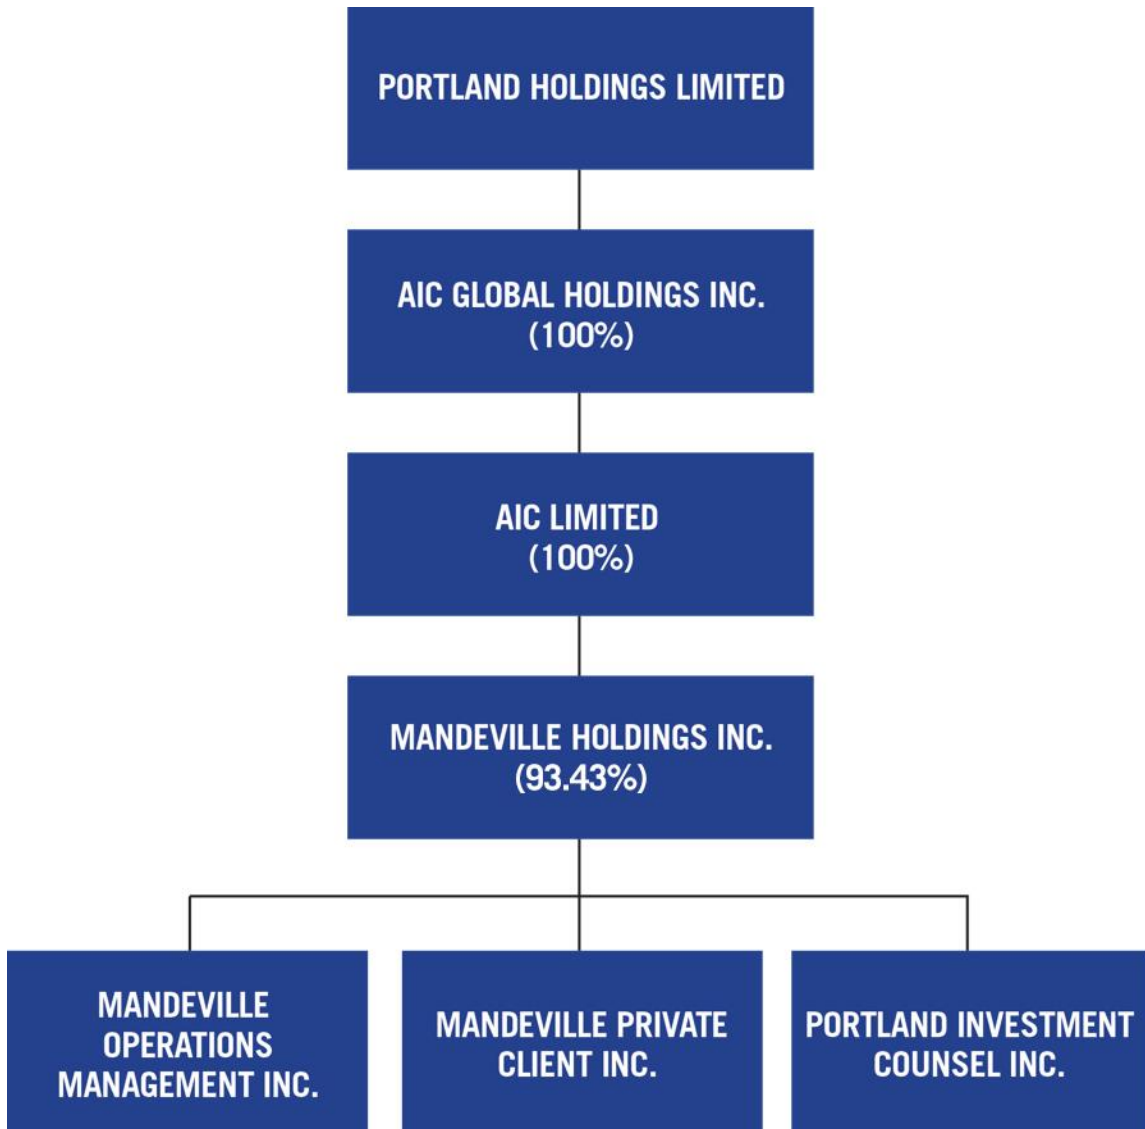 PORTLAND HOLDINGS LIMITED
AIC GLOBAL HOLDINGS INC.
(100%)
AIC LIMITED
(100%)
MANDEVILLE HOLDINGS INC.
(93.43%)
MANDEVILLE
OPERATIONS
MANAGEMENT INC.
MANDEVILLE PRIVATE
CLIENT INC.
PORTLAND INVESTMENT
COUNSEL INC.